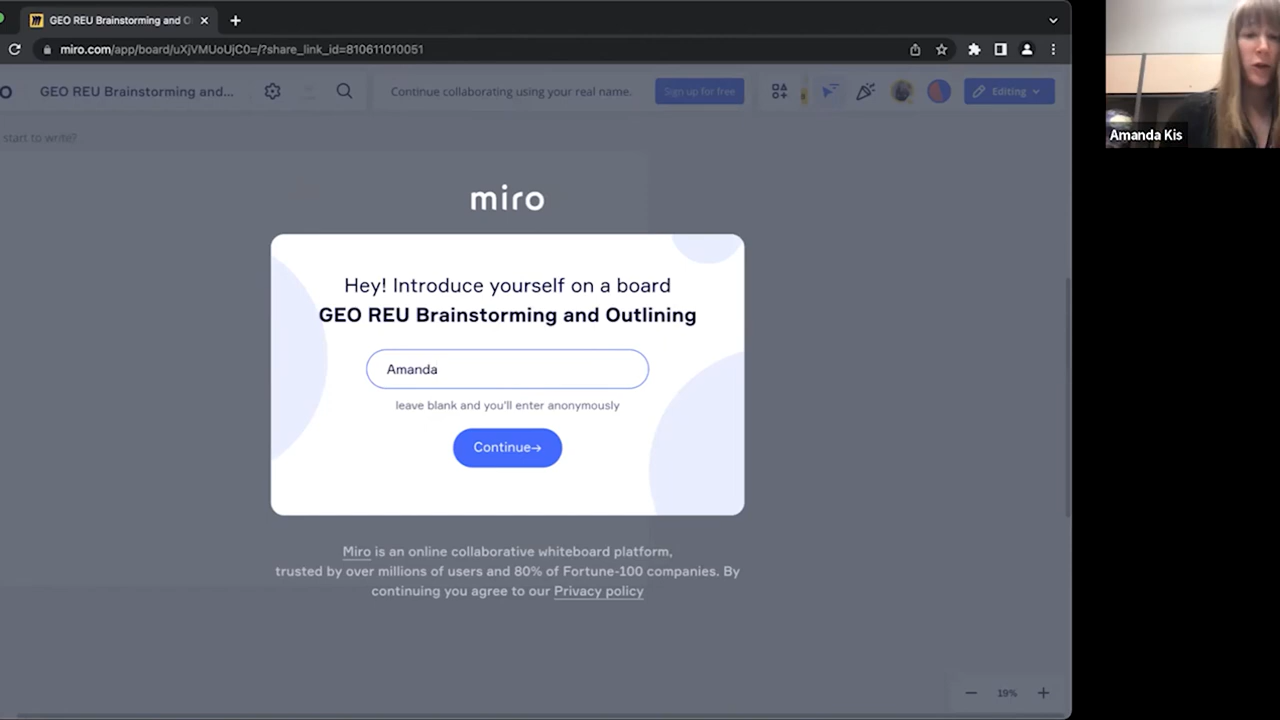 GEO REU Brainstorming and O
miro.com/app/board/uXjVMUoUjC0=/?share_link_id=810611010051
o
GEO REU Brainstorming and...
Continue collaborating using your real name.
Sign up for free
Editing
start to write?
Amanda Kis
miro
Hey! Introduce yourself on a board
GEO REU Brainstorming and Outlining
Amanda
leave blank and you'll enter anonymously
Continue→
Miro is an online collaborative whiteboard platform,
trusted by over millions of users and 80% of Fortune-100 companies. By
continuing you agree to our Privacy policy
19%